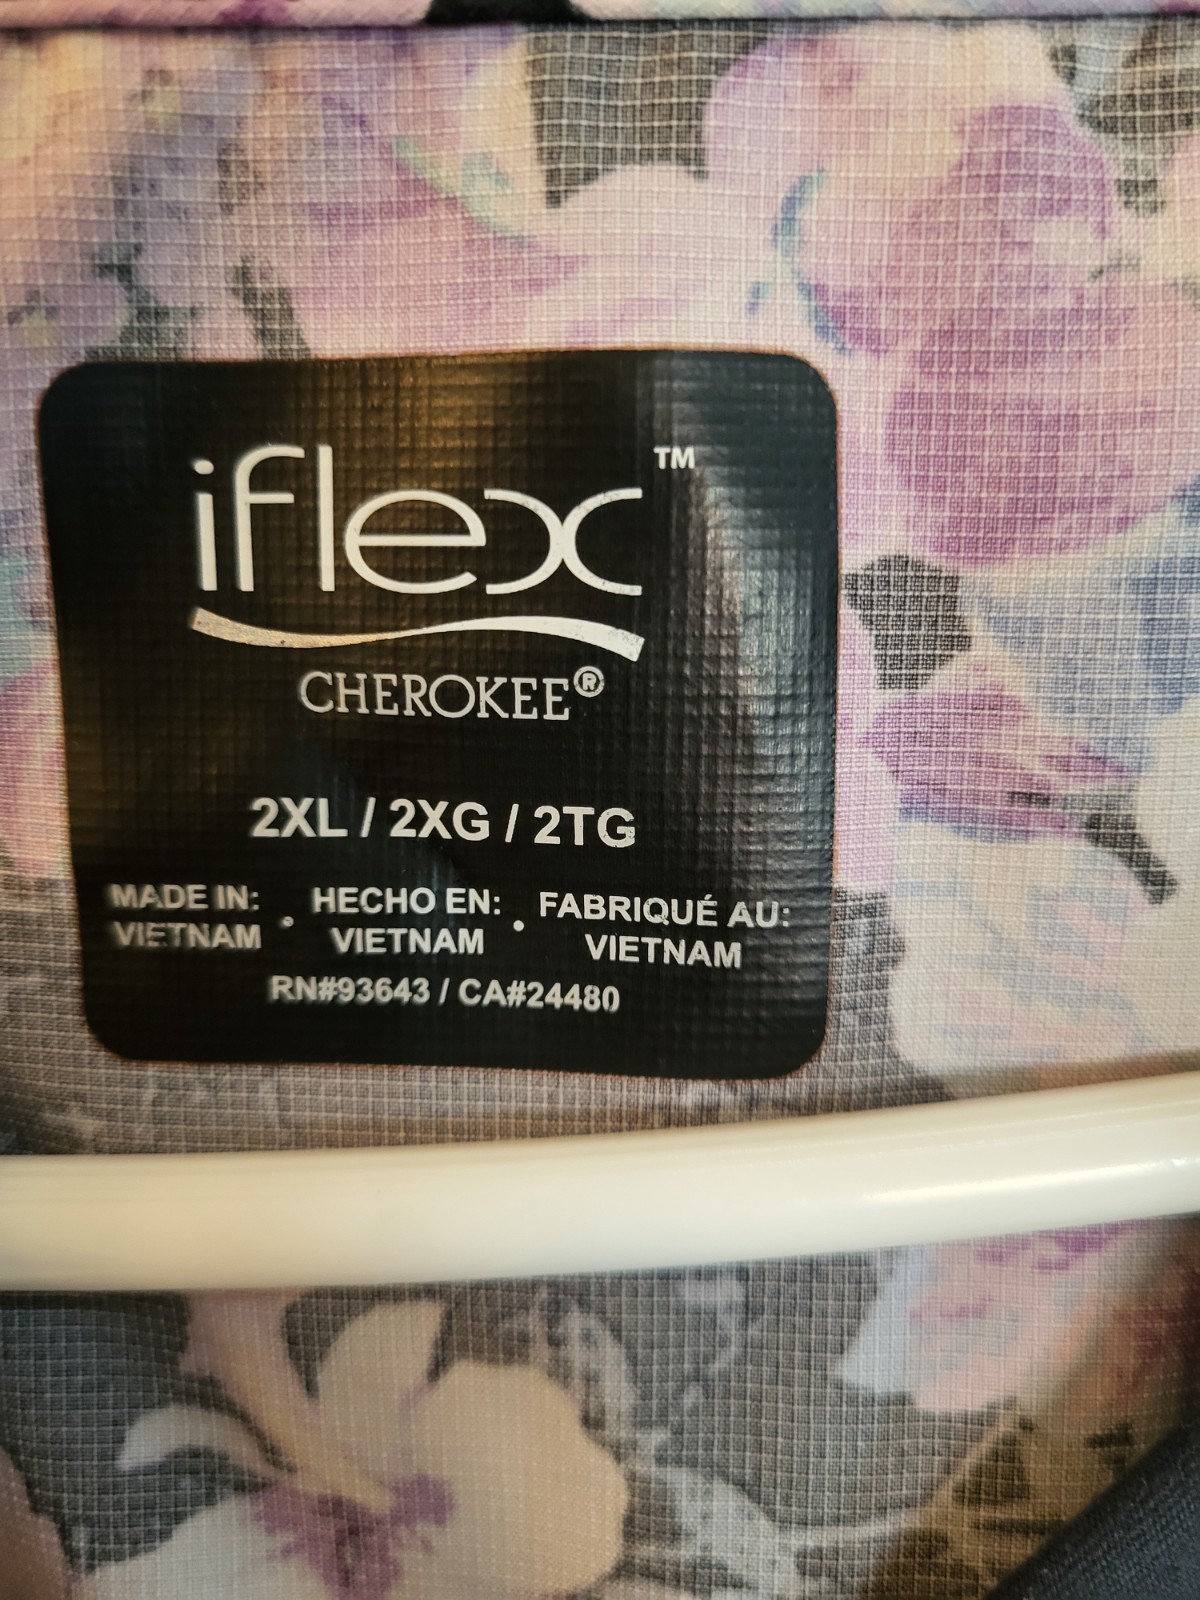 iflex™
CHEROKEE®
2XL / 2XG / 2TG
MADE IN: • HECHO EN: • FABRIQUÉ AU:
VIETNAM VIETNAM VIETNAM
RN#93643 / CA#24480